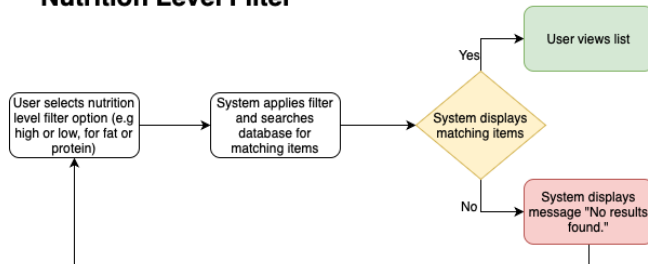 Nutrition Level Filter
Yes
User views list
User selects nutrition
level filter option (e.g
high or low, for fat or
protein)
System applies filter
and searches
database for
matching items
System displays
matching items
No
System displays
message "No results
found."